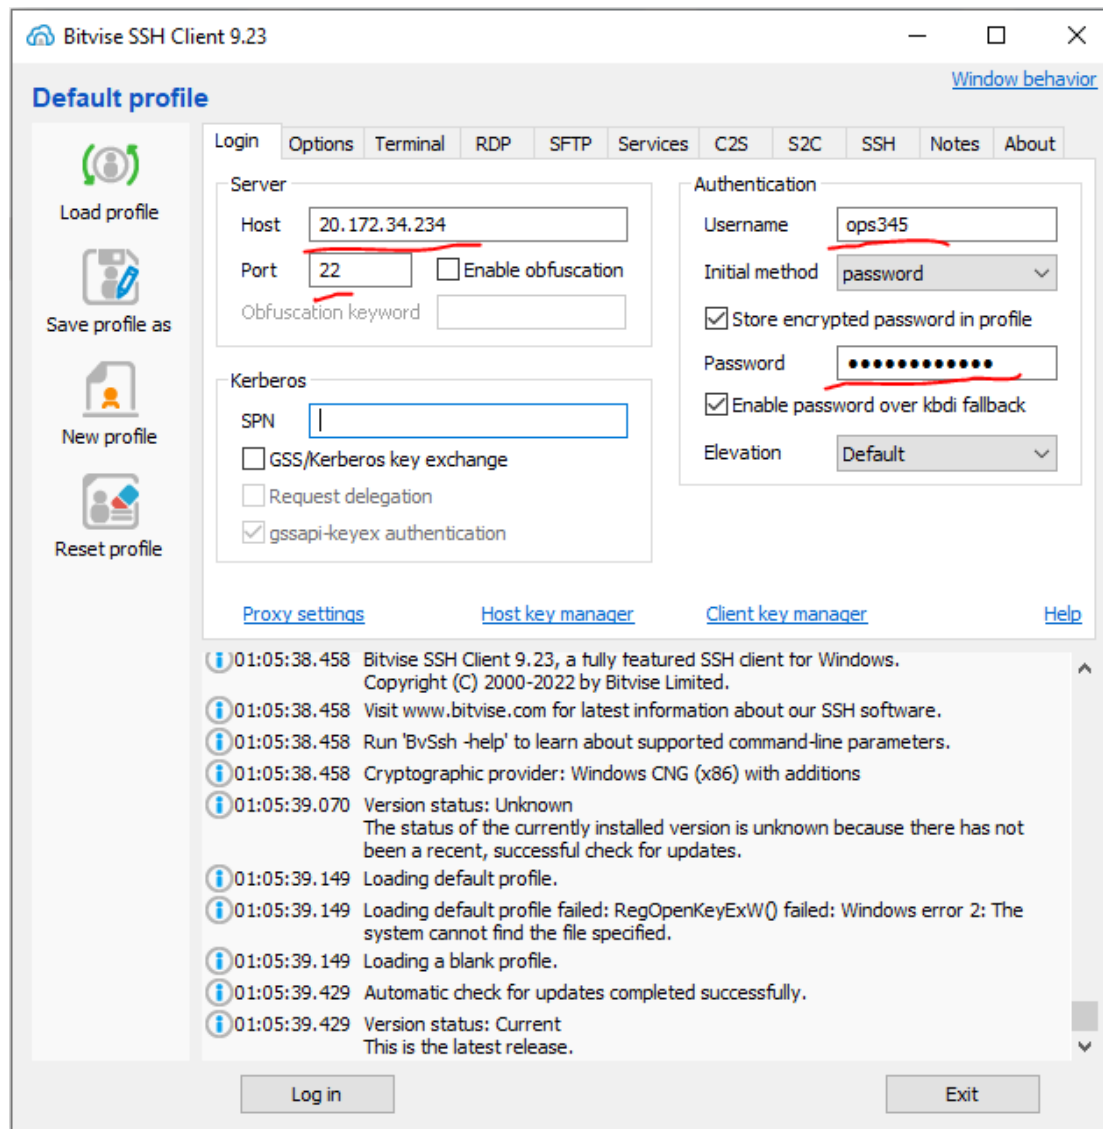 Bitvise SSH Client 9.23
Window behavior
Default profile
Load profile
Save profile as
New profile
Reset profile
Login Options Terminal RDP SFTP Services C2S S2C SSH Notes About
Server
Host 20.172.34.234
Port 22 Enable obfuscation
Obfuscation keyword
Kerberos
SPN
GSS/Kerberos key exchange
Request delegation
gssapi-keyex authentication
Authentication
Username ops345
Initial method password
Store encrypted password in profile
Password ●●●●●●●●●●●●
Enable password over kbdi fallback
Elevation Default
Proxy settings Host key manager Client key manager Help
01:05:38.458 Bitvise SSH Client 9.23, a fully featured SSH client for Windows.
Copyright (C) 2000-2022 by Bitvise Limited.
01:05:38.458 Visit www.bitvise.com for latest information about our SSH software.
01:05:38.458 Run 'BvSsh -help' to learn about supported command-line parameters.
01:05:38.458 Cryptographic provider: Windows CNG (x86) with additions
01:05:39.070 Version status: Unknown
The status of the currently installed version is unknown because there has not
been a recent, successful check for updates.
01:05:39.149 Loading default profile.
01:05:39.149 Loading default profile failed: RegOpenKeyExW() failed: Windows error 2: The
system cannot find the file specified.
01:05:39.149 Loading a blank profile.
01:05:39.429 Automatic check for updates completed successfully.
01:05:39.429 Version status: Current
This is the latest release.
Log in Exit